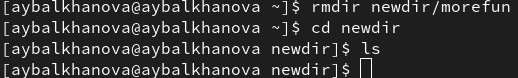 [aybalkhanova@aybalkhanova ~]$ rmdir newdir/morefun
[aybalkhanova@aybalkhanova ~]$ cd newdir
[aybalkhanova@aybalkhanova newdir]$ ls
[aybalkhanova@aybalkhanova newdir]$